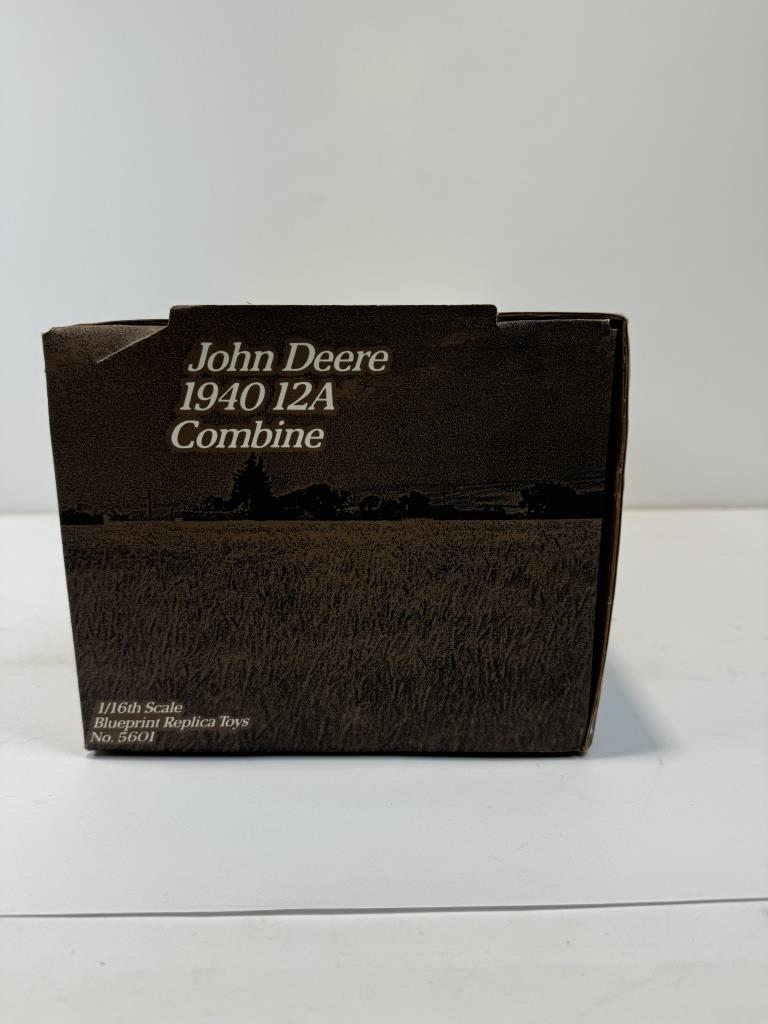 John Deere
1940 12A
Combine
1/16th Scale
Blueprint Replica Toys
No. 5601